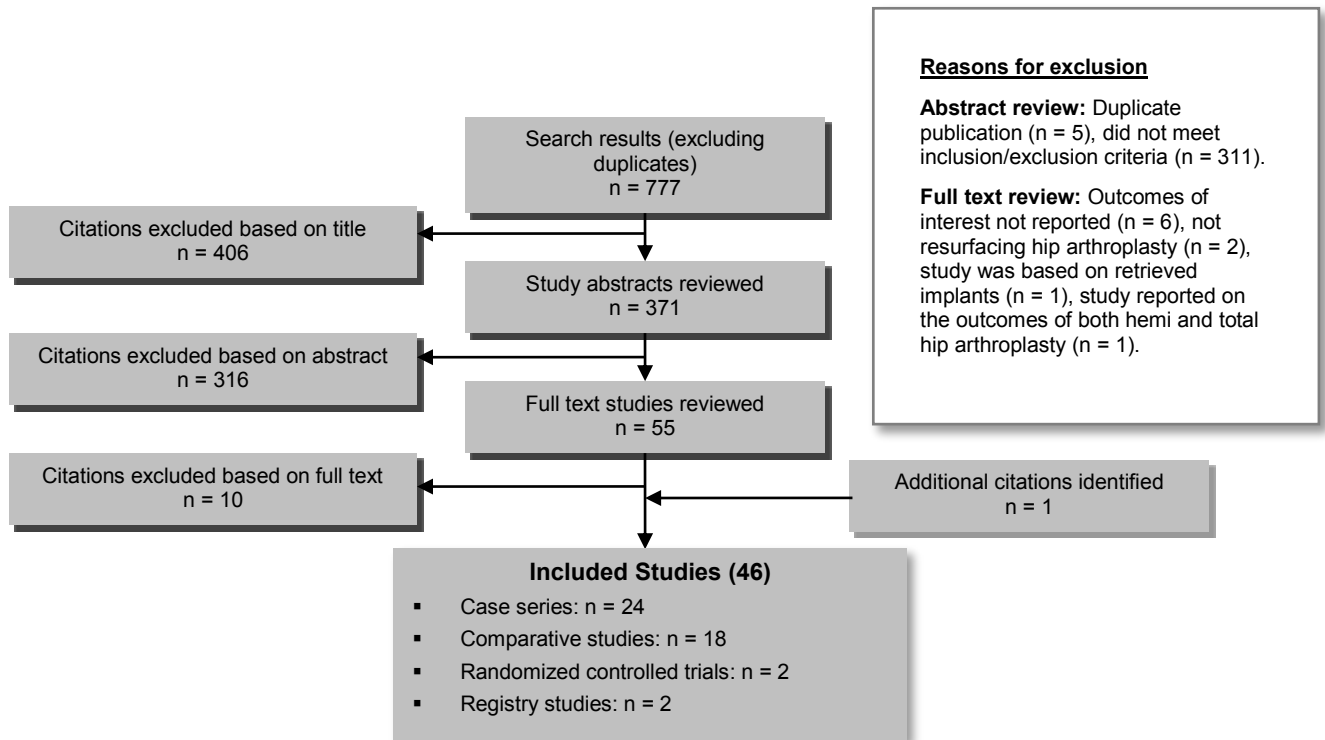 Search results (excluding
duplicates)
n = 777
Citations excluded based on title
n = 406
Study abstracts reviewed
n = 371
Citations excluded based on abstract
n = 316
Full text studies reviewed
n = 55
Citations excluded based on full text
n = 10
Additional citations identified
n = 1
Included Studies (46)
▪ Case series: n = 24
▪ Comparative studies: n = 18
▪ Randomized controlled trials: n = 2
▪ Registry studies: n = 2
Reasons for exclusion
Abstract review: Duplicate
publication (n = 5), did not meet
inclusion/exclusion criteria (n = 311).
Full text review: Outcomes of
interest not reported (n = 6), not
resurfacing hip arthroplasty (n = 2),
study was based on retrieved
implants (n = 1), study reported on
the outcomes of both hemi and total
hip arthroplasty (n = 1).